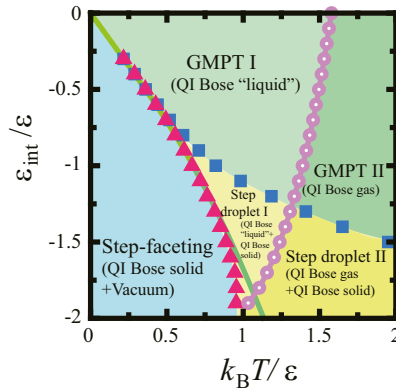 0
-0.5
-1
-1.5
-2
ε_int/ε
GMPT I
(QI Bose “liquid”)
GMPT II
(QI Bose gas)
Step
droplet I
(QI Bose
“liquid”+
QI Bose
solid)
Step-faceting
(QI Bose solid
+Vacuum)
Step droplet II
(QI Bose gas
+QI Bose solid)
0 0.5 1 1.5 2
k_BT/ε